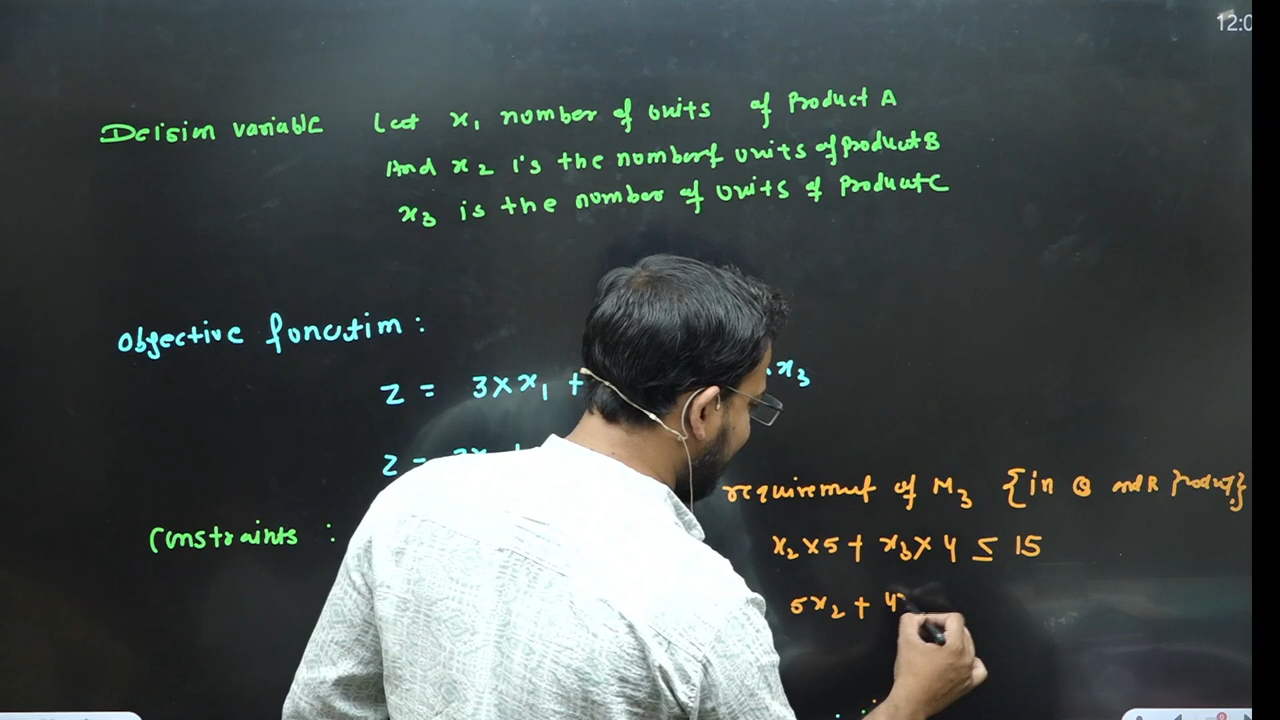 12:0
Decision variable Let x₁ number of units of Product A
And x₂ is the number of units of product B
x₃ is the number of units of Product C
Objective function :
Z = 3×x₁ + x₃
Z =
requirement of M₃ {in Q and R product}
Constraints :
x₂×5 + x₃×4 ≤ 15
5x₂ + 4